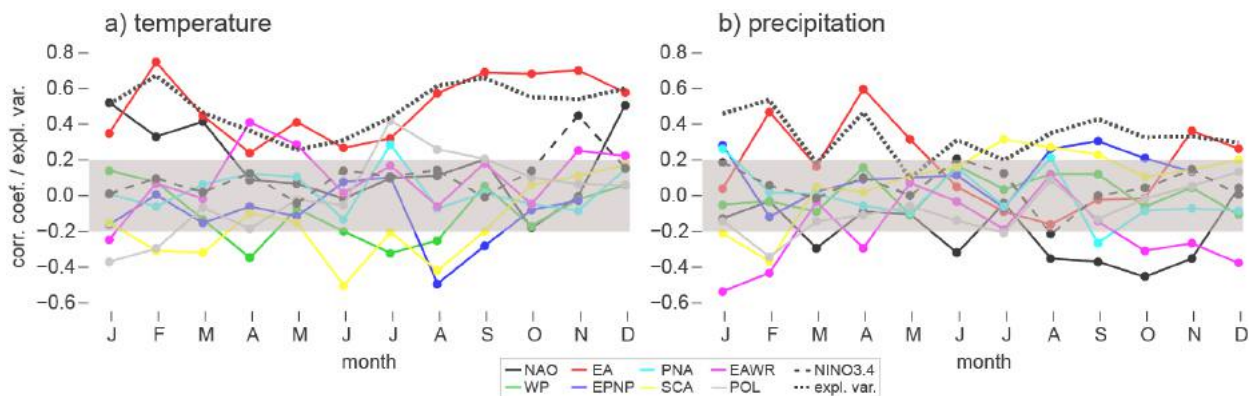 a) temperature
b) precipitation
corr. coef. / expl. var.
0.8
0.6
0.4
0.2
0.0
−0.2
−0.4
−0.6
0.8
0.6
0.4
0.2
0.0
−0.2
−0.4
−0.6
J F M A M J J A S O N D
J F M A M J J A S O N D
month
month
NAO EA PNA EAWR NINO3.4
WP EPNP SCA POL expl. var.